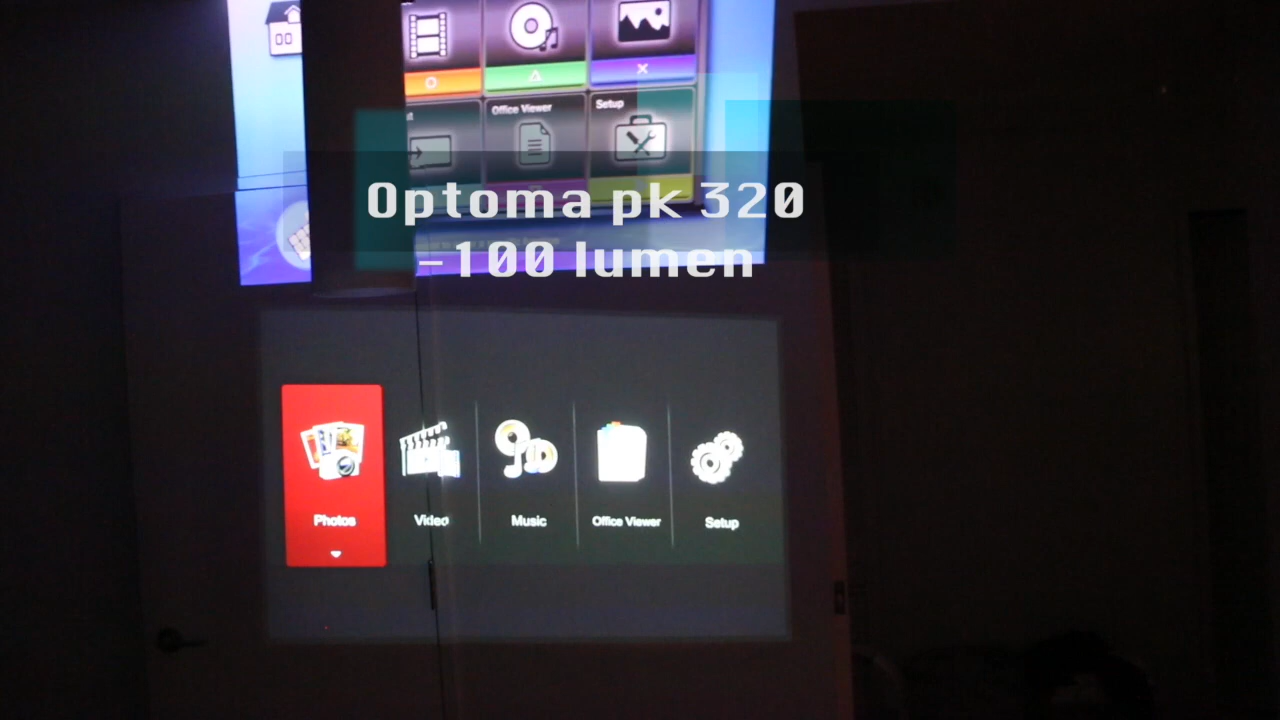 Office Viewer
Setup
Optoma pk 320
-100 lumen
Photos
Video
Music
Office Viewer
Setup